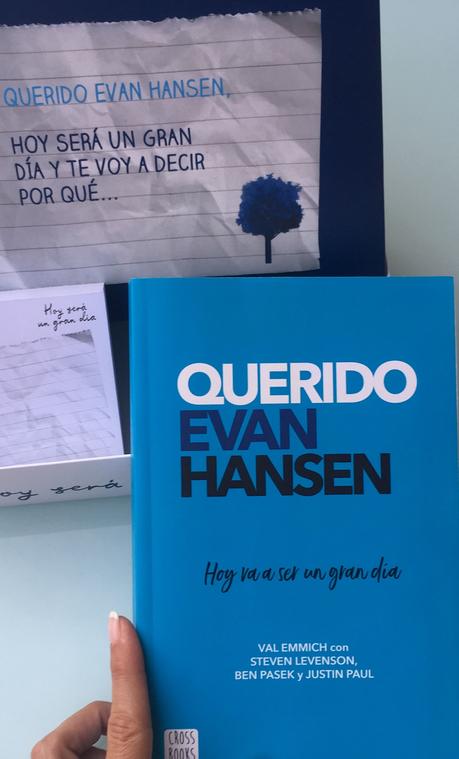 QUERIDO EVAN HANSEN,
HOY SERÁ UN GRAN
DÍA Y TE VOY A DECIR
POR QUÉ...
Hoy será
un gran día
oy será
QUERIDO
EVAN
HANSEN
Hoy va a ser un gran día
VAL EMMICH con
STEVEN LEVENSON,
BEN PASEK y JUSTIN PAUL
CROSS
BOOKS